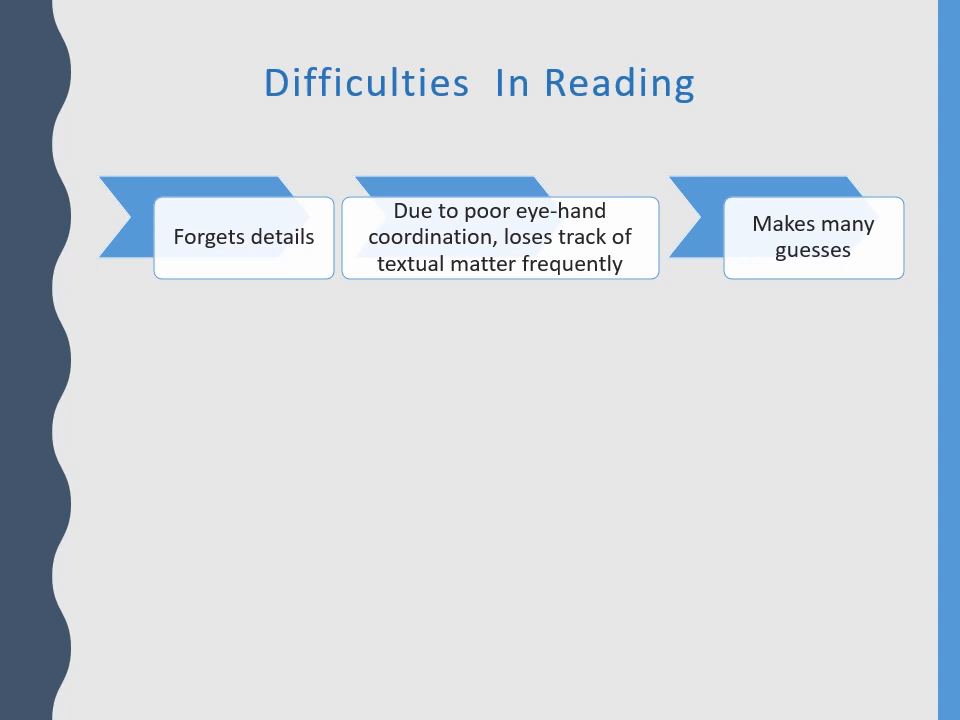 Difficulties  In Reading
Forgets details
Due to poor eye-hand
coordination, loses track of
textual matter frequently
Makes many
guesses